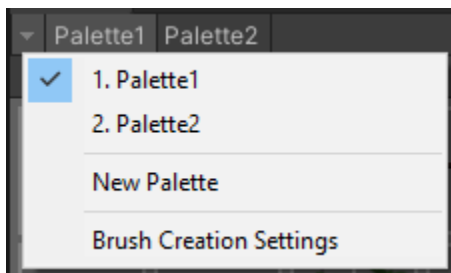 Palette1 Palette2
1. Palette1
2. Palette2
New Palette
Brush Creation Settings